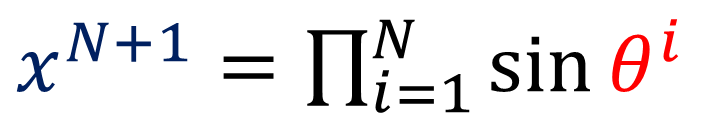 x^{N+1} = ∏_{i=1}^{N} sin θ^{i}